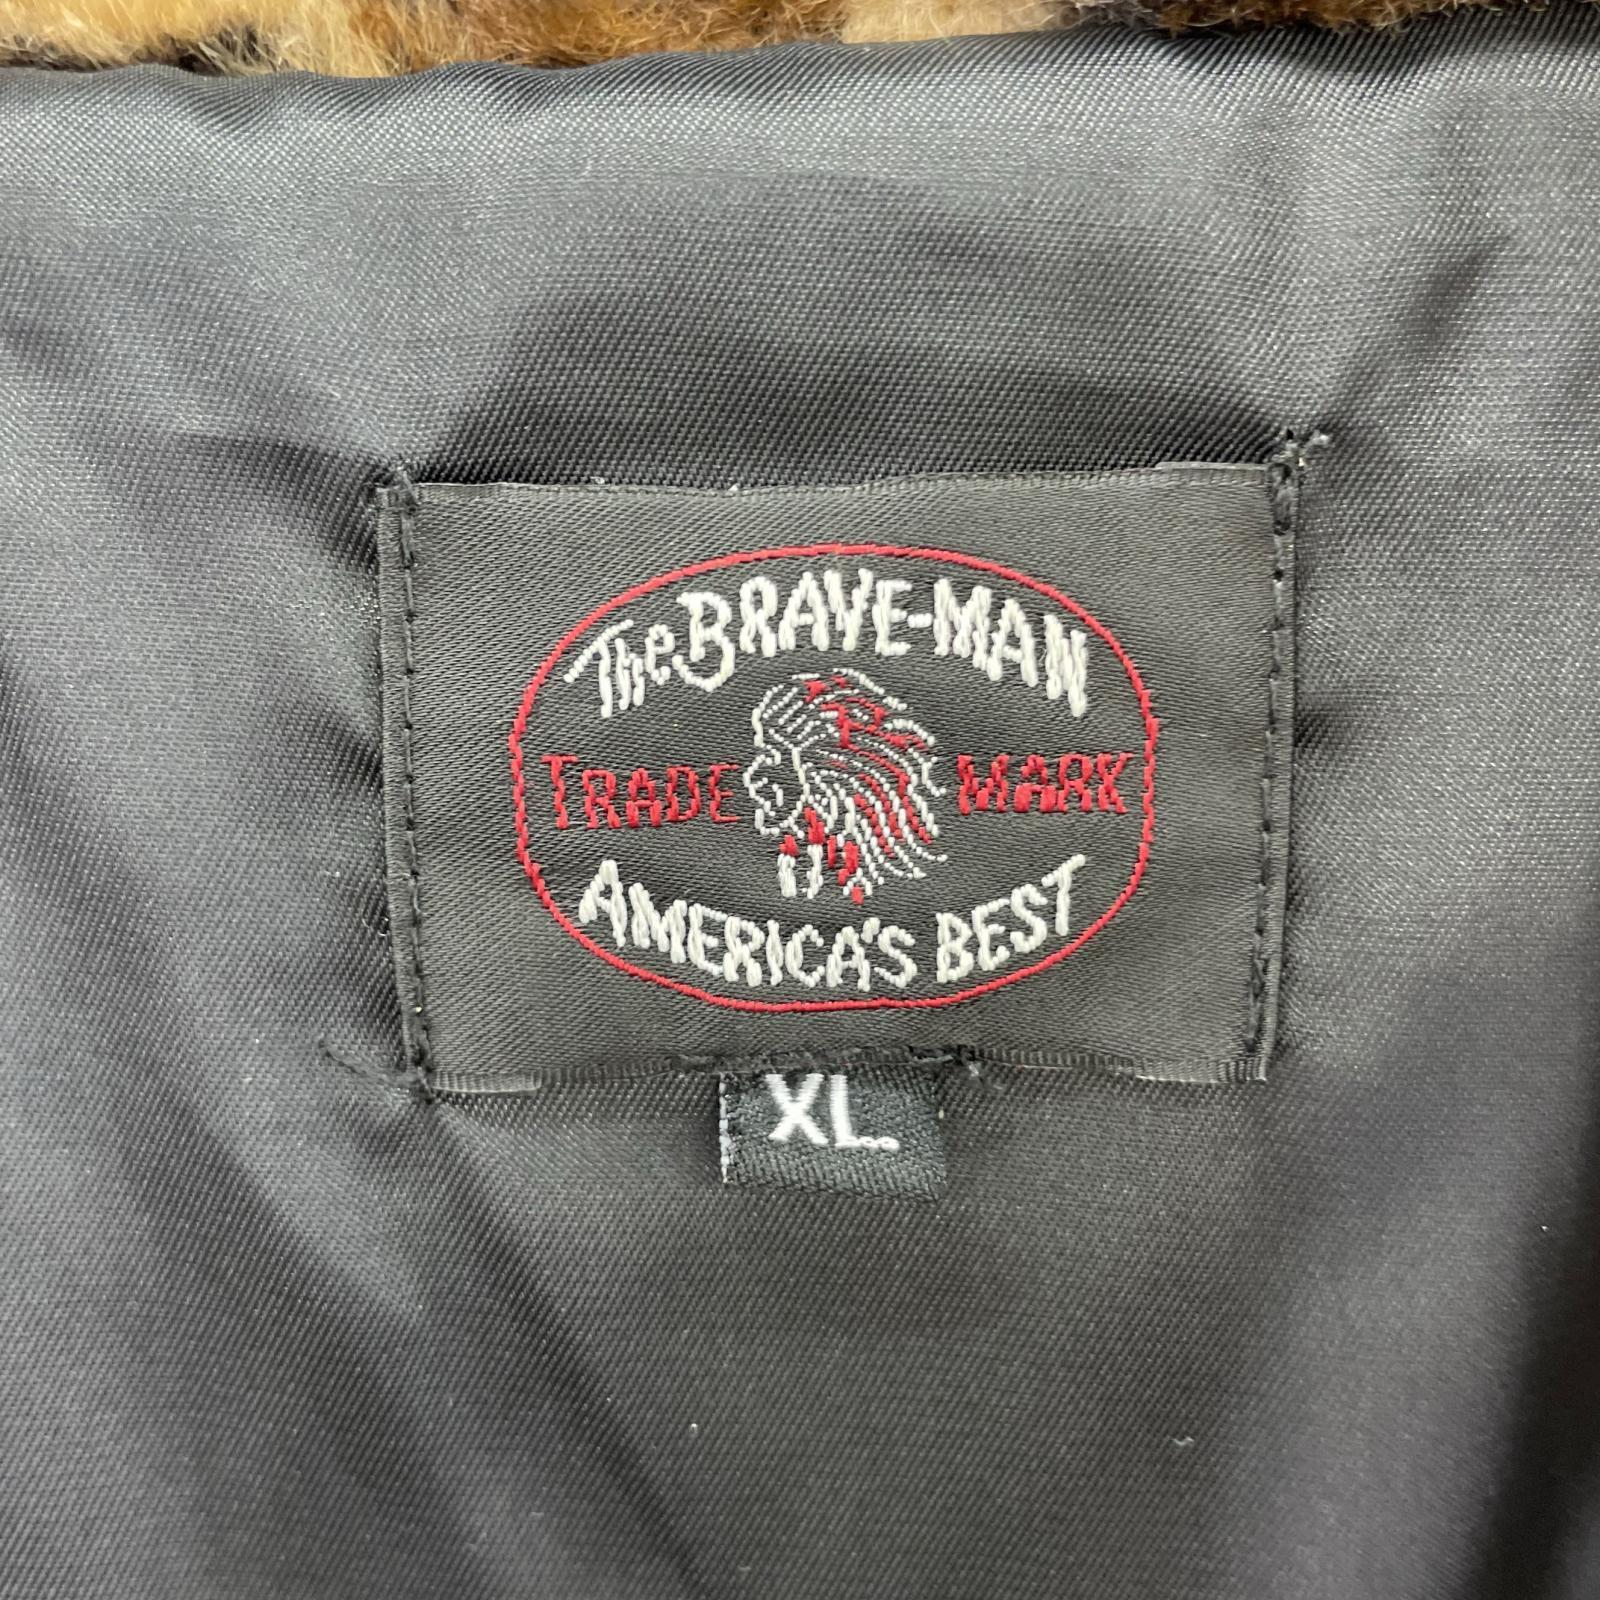 The BRAVE-MAN
TRADE MARK
AMERICA'S BEST
XL